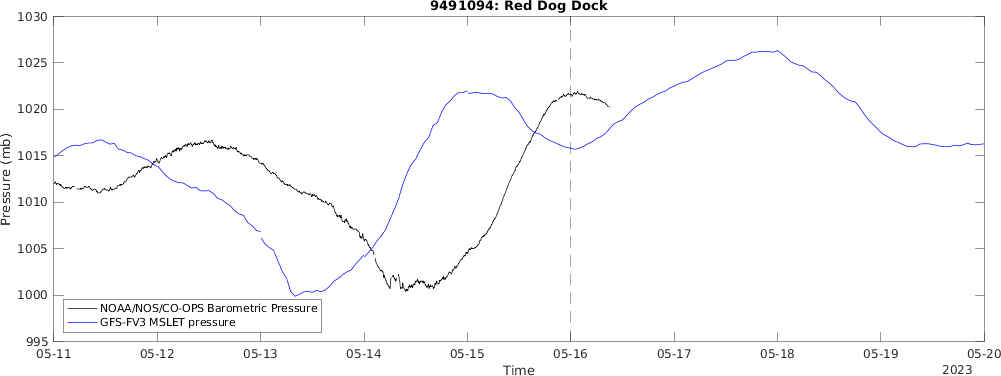 9491094: Red Dog Dock
1030
1025
1020
1015
1010
1005
1000
995
Pressure (mb)
NOAA/NOS/CO-OPS Barometric Pressure
GFS-FV3 MSLET pressure
05-11 05-12 05-13 05-14 05-15 05-16 05-17 05-18 05-19 05-20
Time
2023